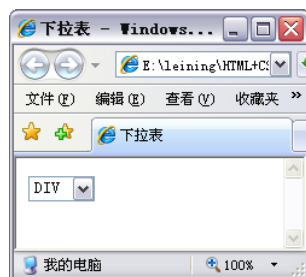 下拉表 - Windows...
E:\leining\HTML+CS
文件(F) 编辑(E) 查看(V) 收藏夹 »
下拉表
DIV
我的电脑 100%